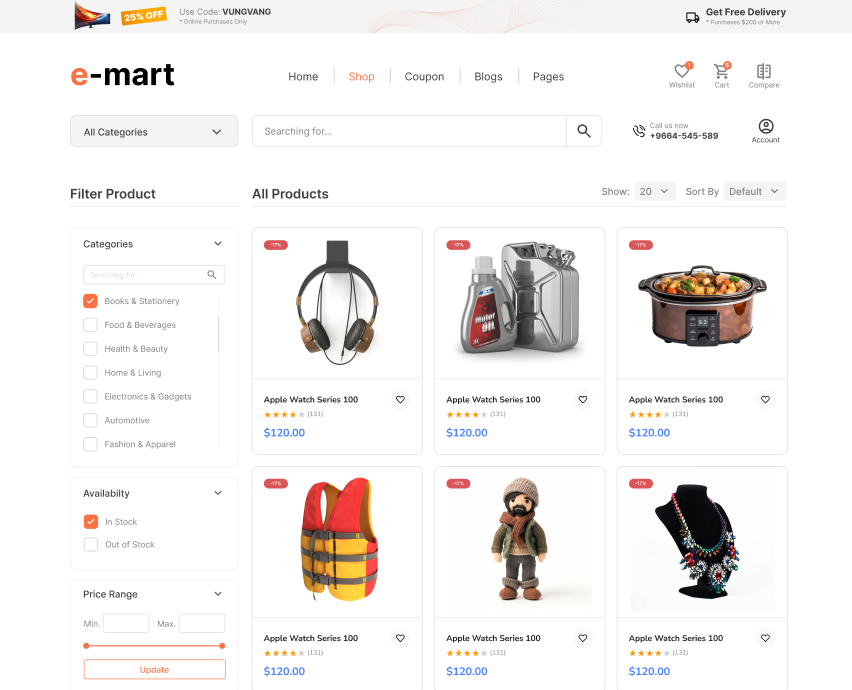 25% OFF
Use Code: VUNGVANG
* Online Purchases Only
Get Free Delivery
* Purchases $200 or More
e-mart
Home
Shop
Coupon
Blogs
Pages
1
Wishlist
5
Cart
Compare
All Categories
Searching for...
Call us now
+9664-545-589
Account
Filter Product
All Products
Show:
20
Sort By
Default
Categories
Searching for...
Books & Stationery
Food & Beverages
Health & Beauty
Home & Living
Electronics & Gadgets
Automotive
Fashion & Apparel
Availabilty
In Stock
Out of Stock
Price Range
Min.
Max.
Update
-17%
Apple Watch Series 100
(131)
$120.00
-17%
Motor
OIL
Apple Watch Series 100
(131)
$120.00
-17%
Apple Watch Series 100
(131)
$120.00
-17%
Apple Watch Series 100
(131)
$120.00
-17%
Apple Watch Series 100
(131)
$120.00
-17%
Apple Watch Series 100
(131)
$120.00